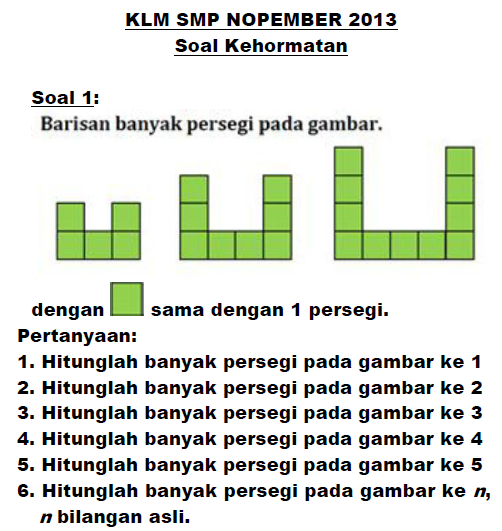 KLM SMP NOPEMBER 2013
Soal Kehormatan
Soal 1:
Barisan banyak persegi pada gambar.
dengan sama dengan 1 persegi.
Pertanyaan:
1. Hitunglah banyak persegi pada gambar ke 1
2. Hitunglah banyak persegi pada gambar ke 2
3. Hitunglah banyak persegi pada gambar ke 3
4. Hitunglah banyak persegi pada gambar ke 4
5. Hitunglah banyak persegi pada gambar ke 5
6. Hitunglah banyak persegi pada gambar ke n,
n bilangan asli.